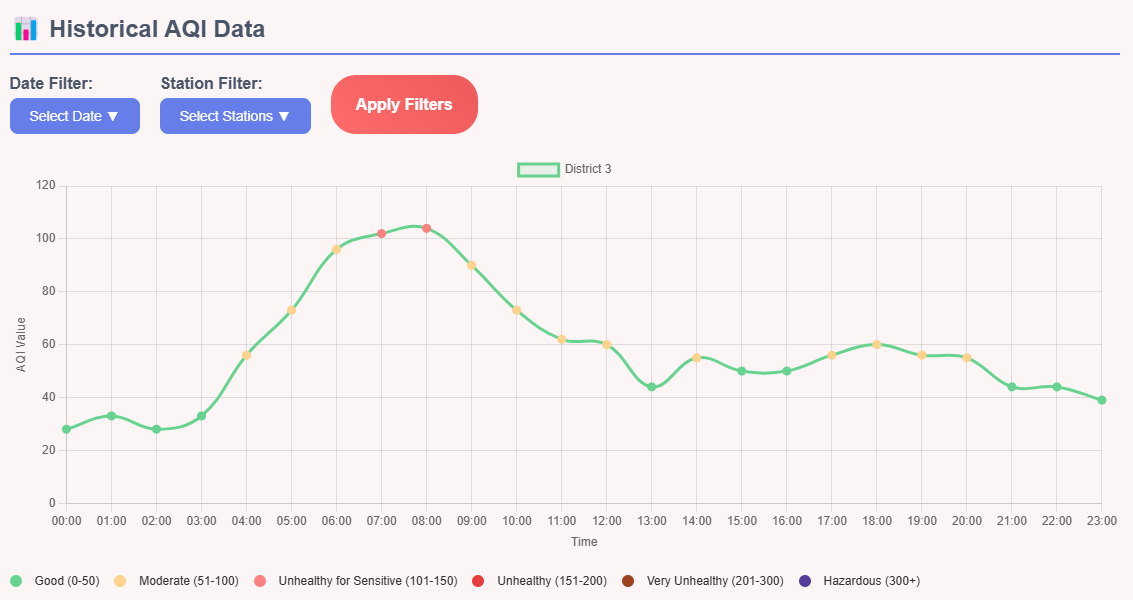 Historical AQI Data
Date Filter:
Station Filter:
Select Date ▼
Select Stations ▼
Apply Filters
District 3
120
100
80
60
40
20
0
AQI Value
00:00 01:00 02:00 03:00 04:00 05:00 06:00 07:00 08:00 09:00 10:00 11:00 12:00 13:00 14:00 15:00 16:00 17:00 18:00 19:00 20:00 21:00 22:00 23:00
Time
Good (0-50) Moderate (51-100) Unhealthy for Sensitive (101-150) Unhealthy (151-200) Very Unhealthy (201-300) Hazardous (300+)